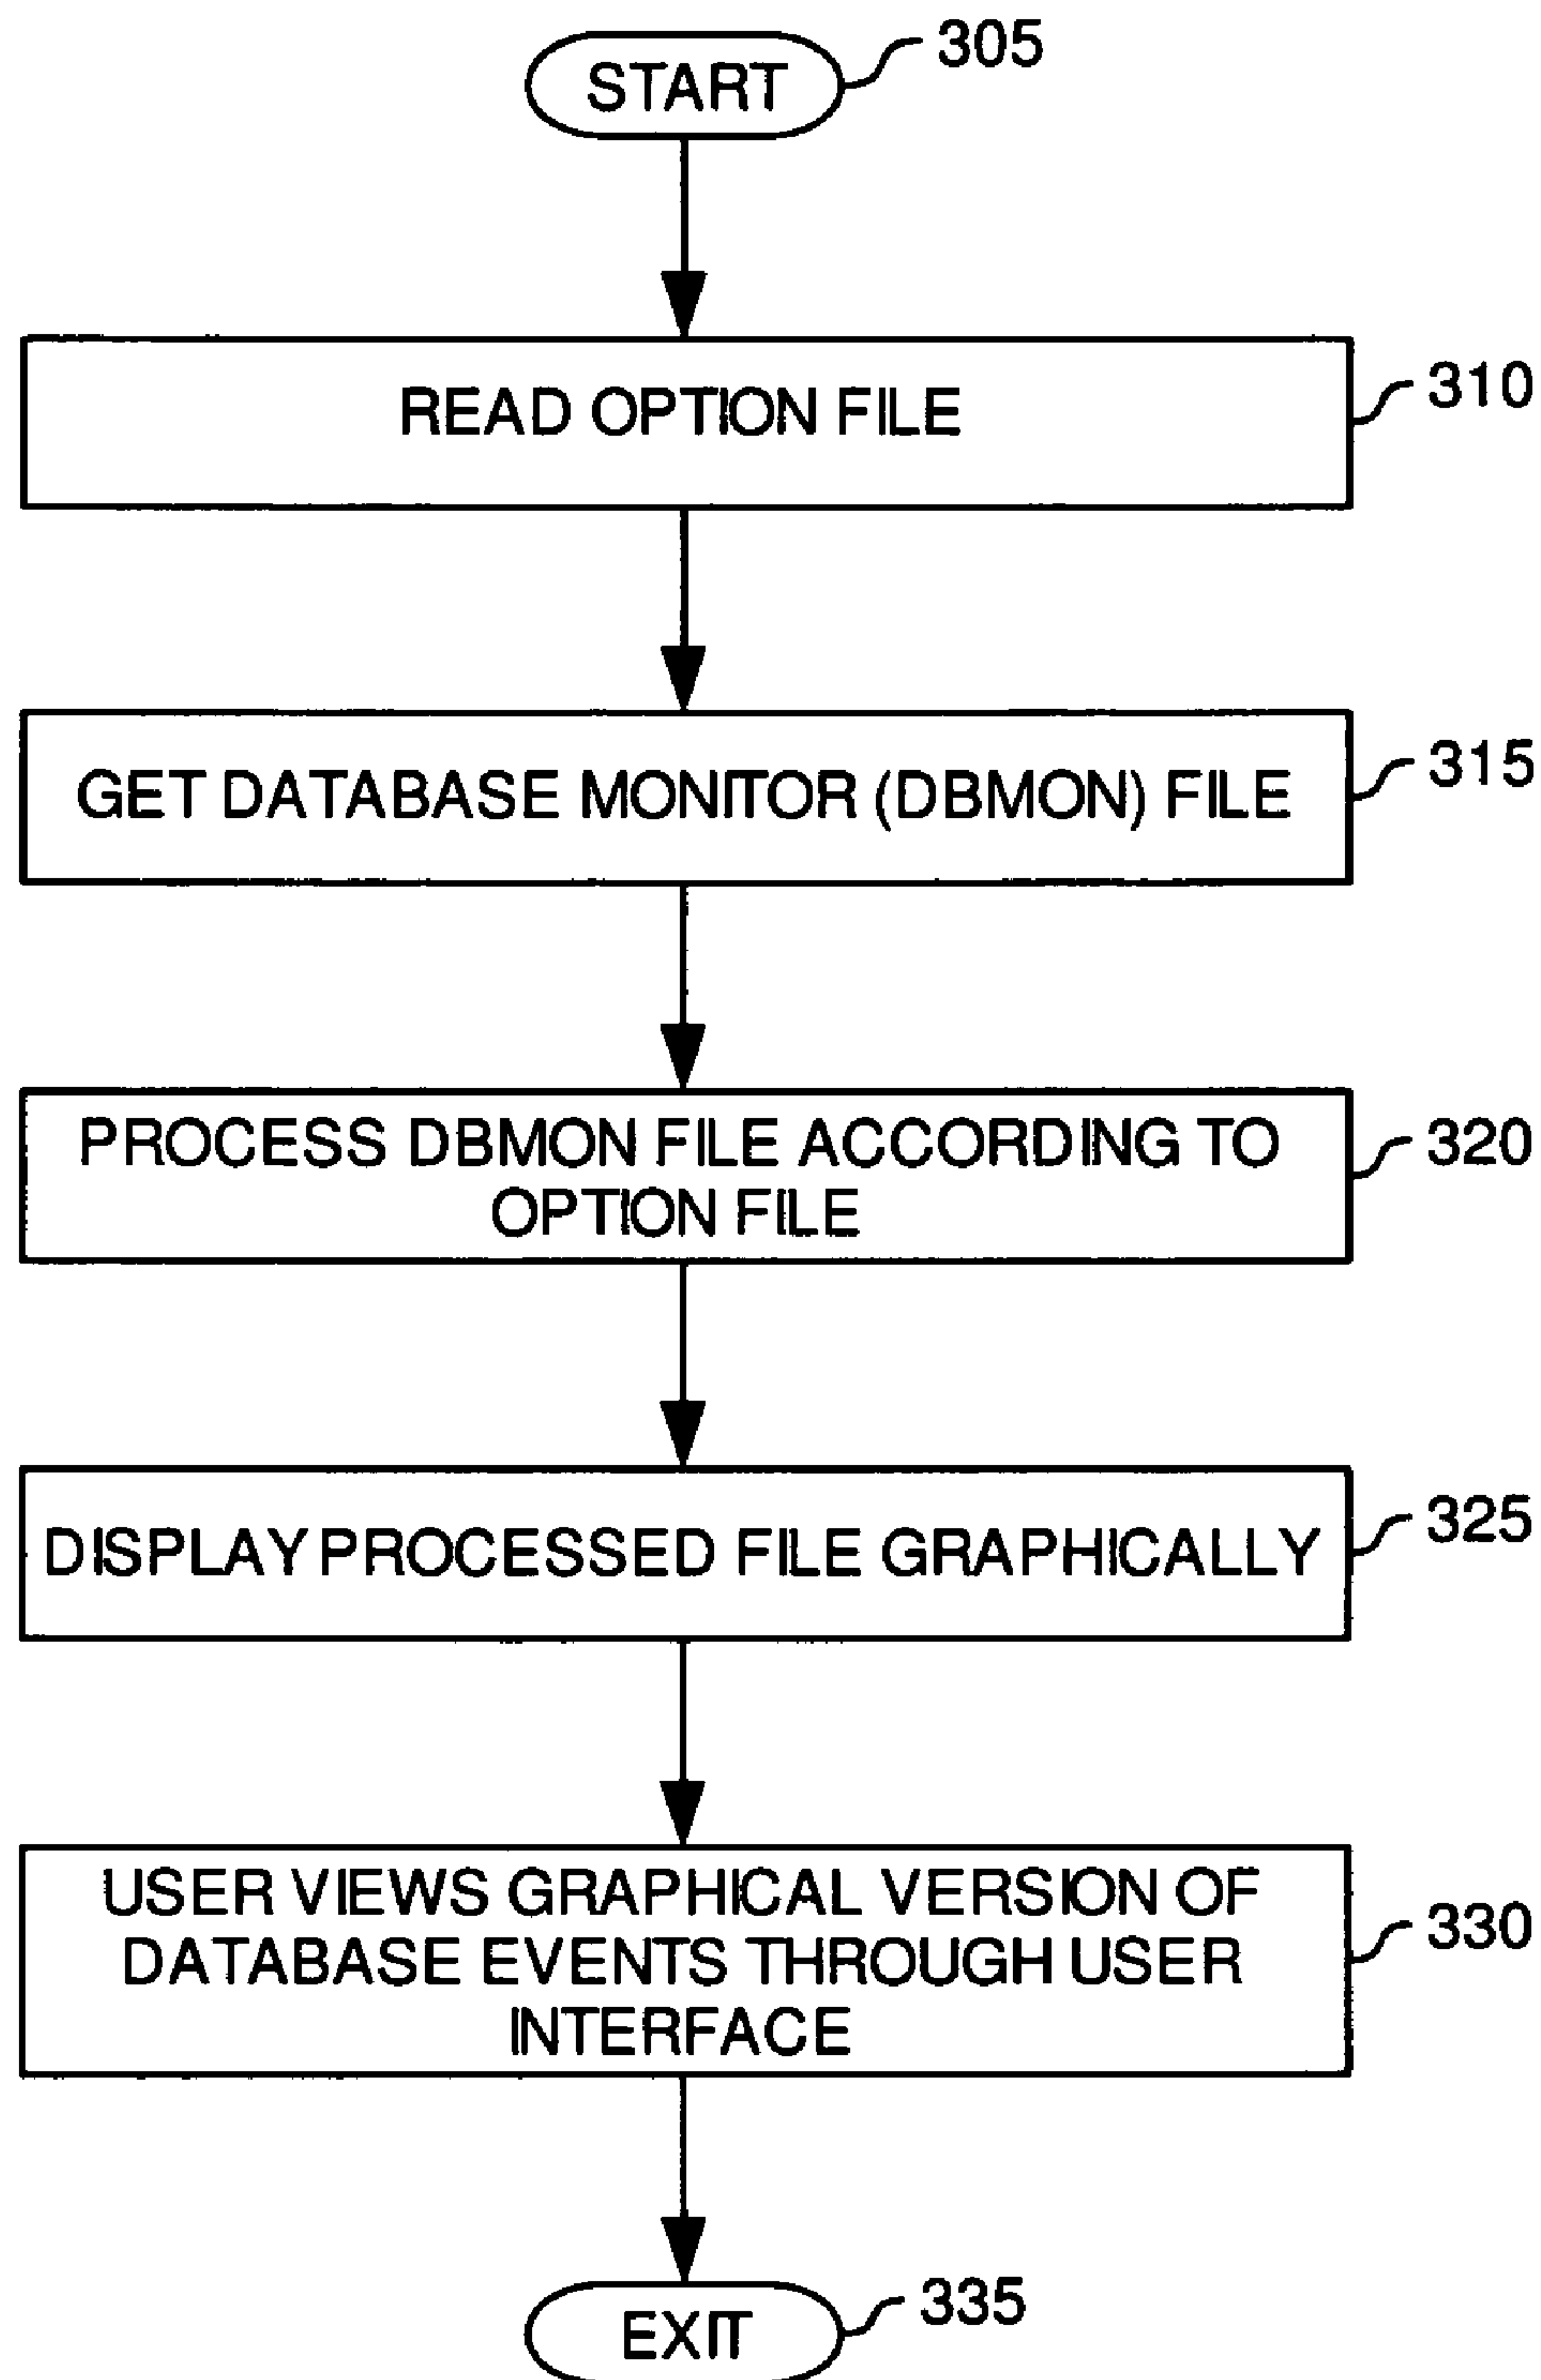 START
305
READ OPTION FILE
310
GET DATABASE MONITOR (DBMON) FILE
315
PROCESS DBMON FILE ACCORDING TO
OPTION FILE
320
DISPLAY PROCESSED FILE GRAPHICALLY
325
USER VIEWS GRAPHICAL VERSION OF
DATABASE EVENTS THROUGH USER
INTERFACE
330
EXIT
335